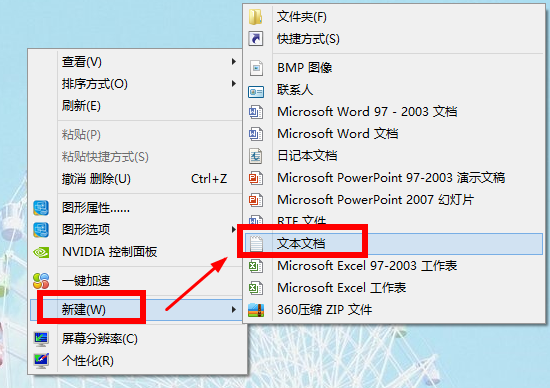 查看(V)
排序方式(O)
刷新(E)
粘贴(P)
粘贴快捷方式(S)
撤消 删除(U) Ctrl+Z
图形属性......
图形选项
NVIDIA 控制面板
一键加速
新建(W)
屏幕分辨率(C)
个性化(R)
文件夹(F)
快捷方式(S)
BMP 图像
联系人
Microsoft Word 97 - 2003 文档
Microsoft Word 文档
日记本文档
Microsoft PowerPoint 97-2003 演示文稿
Microsoft PowerPoint 2007 幻灯片
RTF 文件
文本文档
Microsoft Excel 97-2003 工作表
Microsoft Excel 工作表
360压缩 ZIP 文件